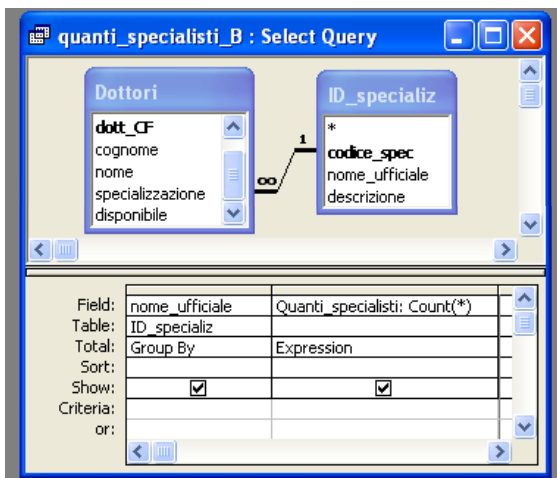 quanti_specialisti_B : Select Query
Dottori
dott_CF
cognome
nome
specializzazione
disponibile
∞
1
ID_specializ
*
codice_spec
nome_ufficiale
descrizione
Field: nome_ufficiale Quanti_specialisti: Count(*)
Table: ID_specializ
Total: Group By Expression
Sort:
Show:
Criteria:
or: